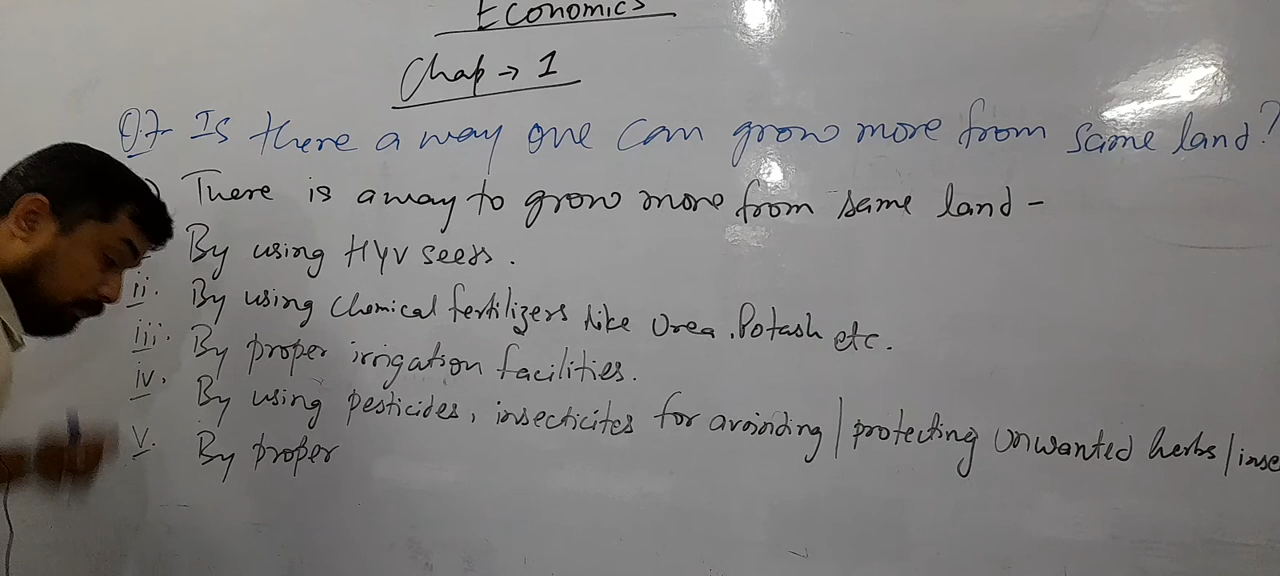 Economics
Chap → 1
Q.7- Is there a way one can grow more from same land?
There is a way to grow more from same land -
By using HYV seeds.
ii. By using Chemical fertilizers like Urea, Potash etc.
iii. By proper irrigation facilities.
iv. By using pesticides, insecticites for avoinding / protecting unwanted herbs / inse
v. By proper